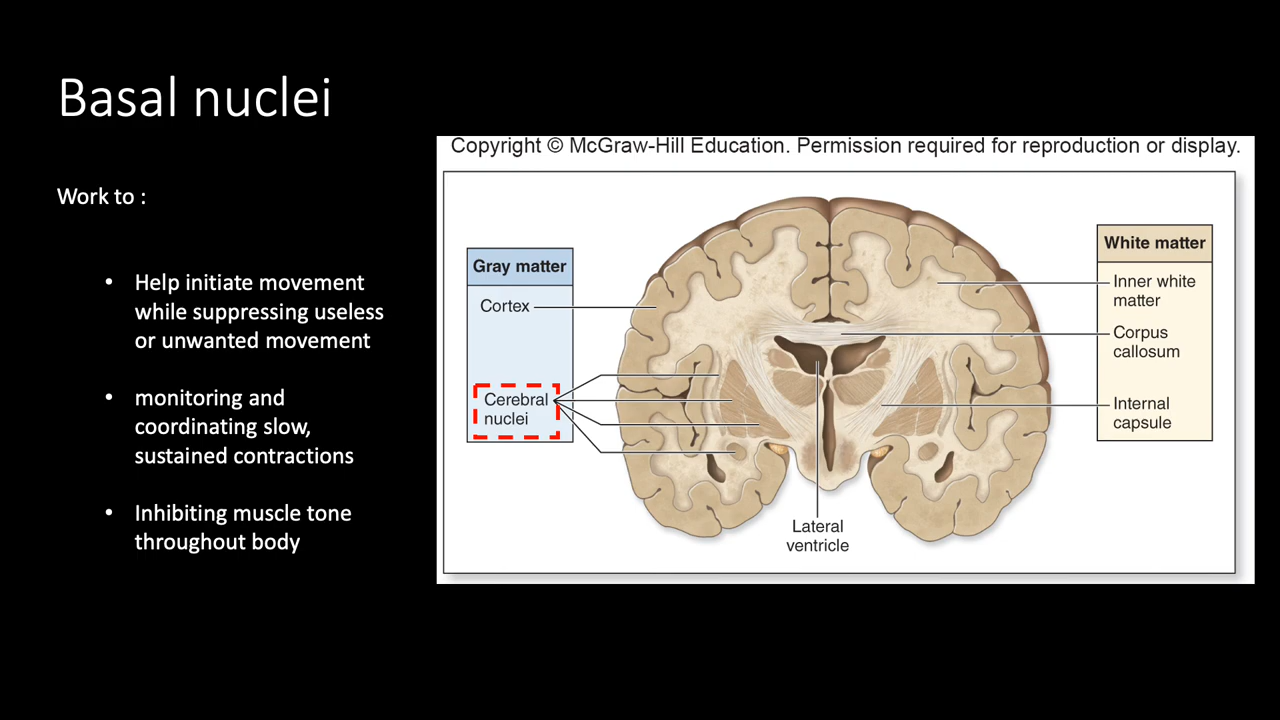 Basal nuclei
Work to :
• Help initiate movement
while suppressing useless
or unwanted movement
• monitoring and
coordinating slow,
sustained contractions
• Inhibiting muscle tone
throughout body
Copyright © McGraw-Hill Education. Permission required for reproduction or display.
Gray matter
Cortex
Cerebral
nuclei
White matter
Inner white
matter
Corpus
callosum
Internal
capsule
Lateral
ventricle